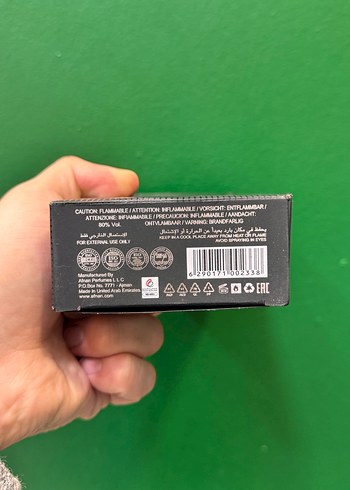 CAUTION: FLAMMABLE / ATTENTION: INFLAMMABLE / VORSICHT: ENTFLAMMBAR /
ATTENZIONE: INFIAMMABILE / PRECAUCION: INFLAMABLE / AANDACHT:
ONTVLAMBAAR / VARNING: BRANDFARLIG
80% Vol.
الإستعمال الخارجي فقط
FOR EXTERNAL USE ONLY
يحفظ في مكان بارد بعيداً عن الحرارة أو الإشتعال
KEEP IN A COOL PLACE AWAY FROM HEAT OR FLAME
AVOID SPRAYING IN EYES
Manufactured By
Afnan Perfumes L L C
P.O.Box No. 7771 - Ajman
Made In United Arab Emirates
www.afnan.com
6 290171 002338
EAC